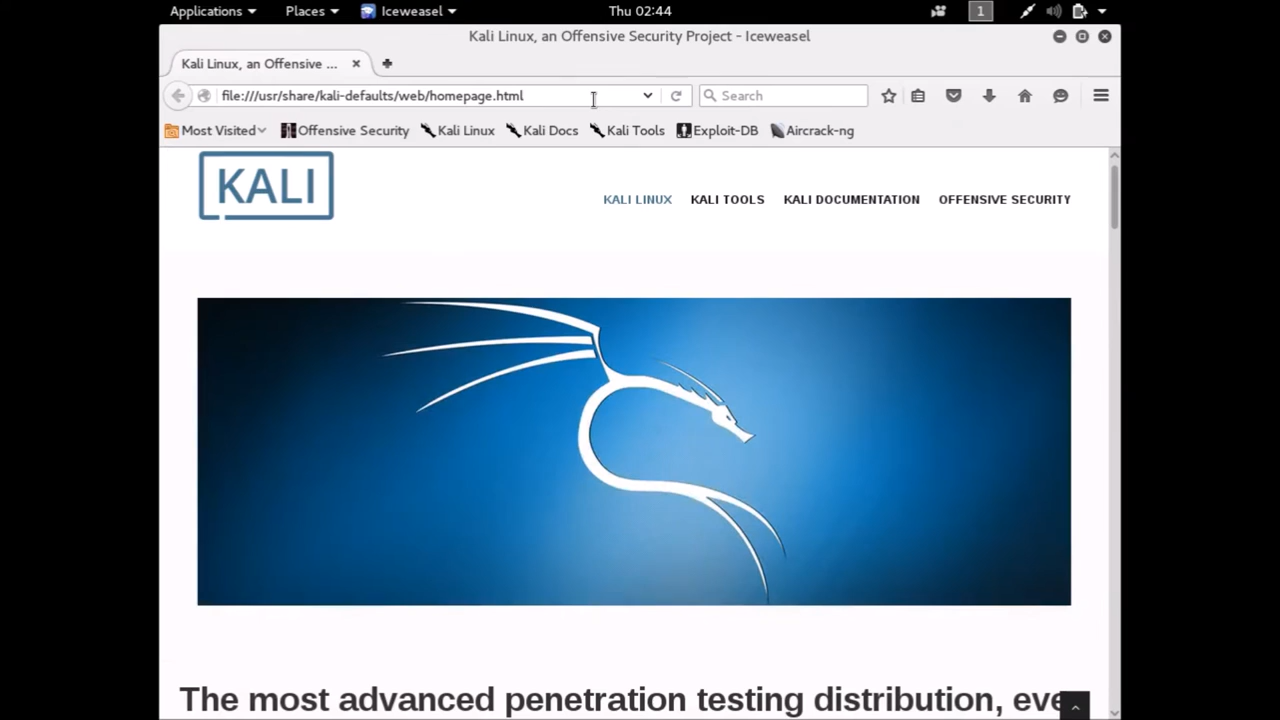 Applications Places Iceweasel Thu 02:44 1
Kali Linux, an Offensive Security Project - Iceweasel
Kali Linux, an Offensive ...
file:///usr/share/kali-defaults/web/homepage.html Search
Most Visited Offensive Security Kali Linux Kali Docs Kali Tools Exploit-DB Aircrack-ng
KALI
KALI LINUX KALI TOOLS KALI DOCUMENTATION OFFENSIVE SECURITY
The most advanced penetration testing distribution, eve